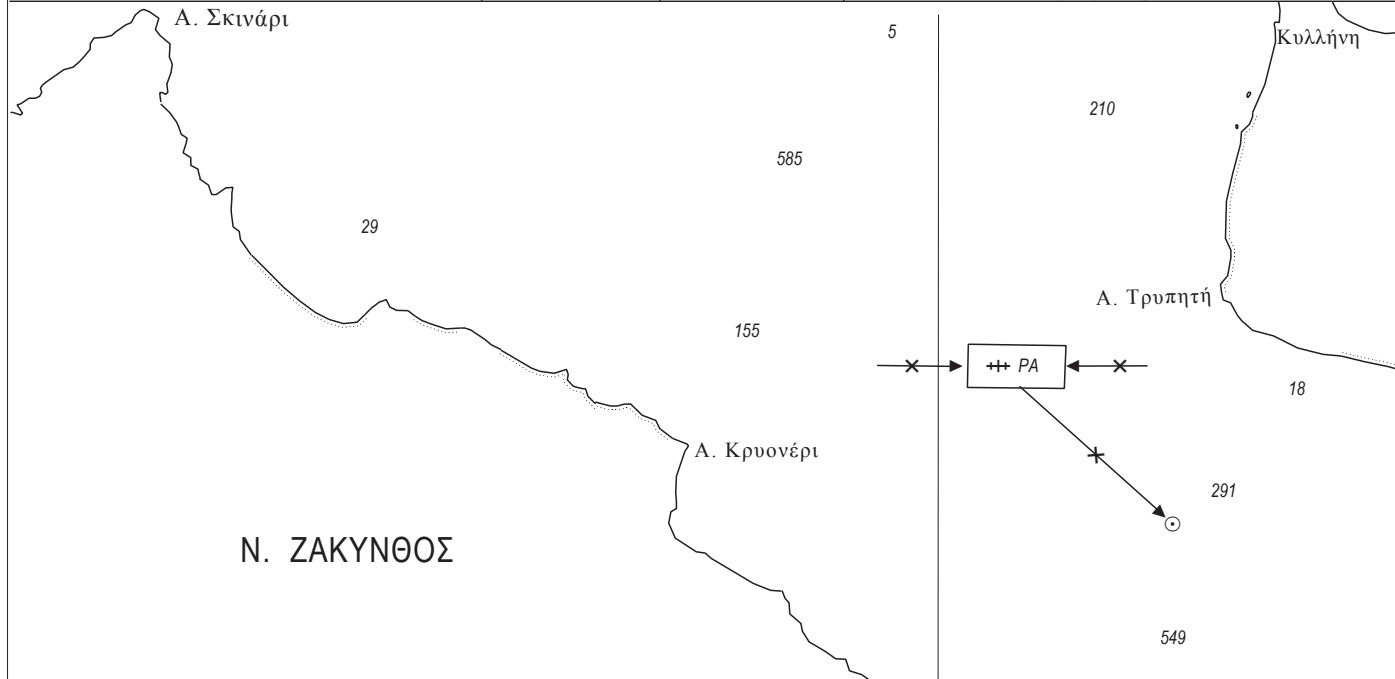 Α. Σκινάρι
5
Κυλλήνη
210
585
29
Α. Τρυπητή
155
PA
18
Α. Κρυονέρι
291
Ν. ΖΑΚΥΝΘΟΣ
549